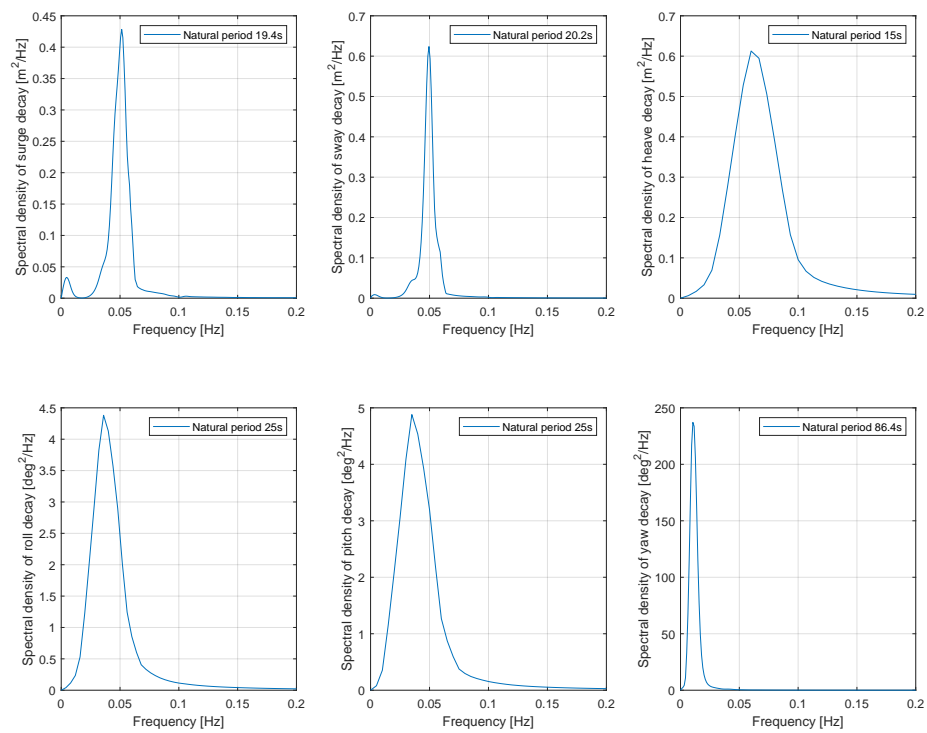 Spectral density of surge decay [m²/Hz]
0.45
0.4
0.35
0.3
0.25
0.2
0.15
0.1
0.05
0
Natural period 19.4s
0 0.05 0.1 0.15 0.2
Frequency [Hz]
Spectral density of sway decay [m²/Hz]
0.7
0.6
0.5
0.4
0.3
0.2
0.1
0
Natural period 20.2s
0 0.05 0.1 0.15 0.2
Frequency [Hz]
Spectral density of heave decay [m²/Hz]
0.7
0.6
0.5
0.4
0.3
0.2
0.1
0
Natural period 15s
0 0.05 0.1 0.15 0.2
Frequency [Hz]
Spectral density of roll decay [deg²/Hz]
4.5
4
3.5
3
2.5
2
1.5
1
0.5
0
Natural period 25s
0 0.05 0.1 0.15 0.2
Frequency [Hz]
Spectral density of pitch decay [deg²/Hz]
5
4
3
2
1
0
Natural period 25s
0 0.05 0.1 0.15 0.2
Frequency [Hz]
Spectral density of yaw decay [deg²/Hz]
250
200
150
100
50
0
Natural period 86.4s
0 0.05 0.1 0.15 0.2
Frequency [Hz]